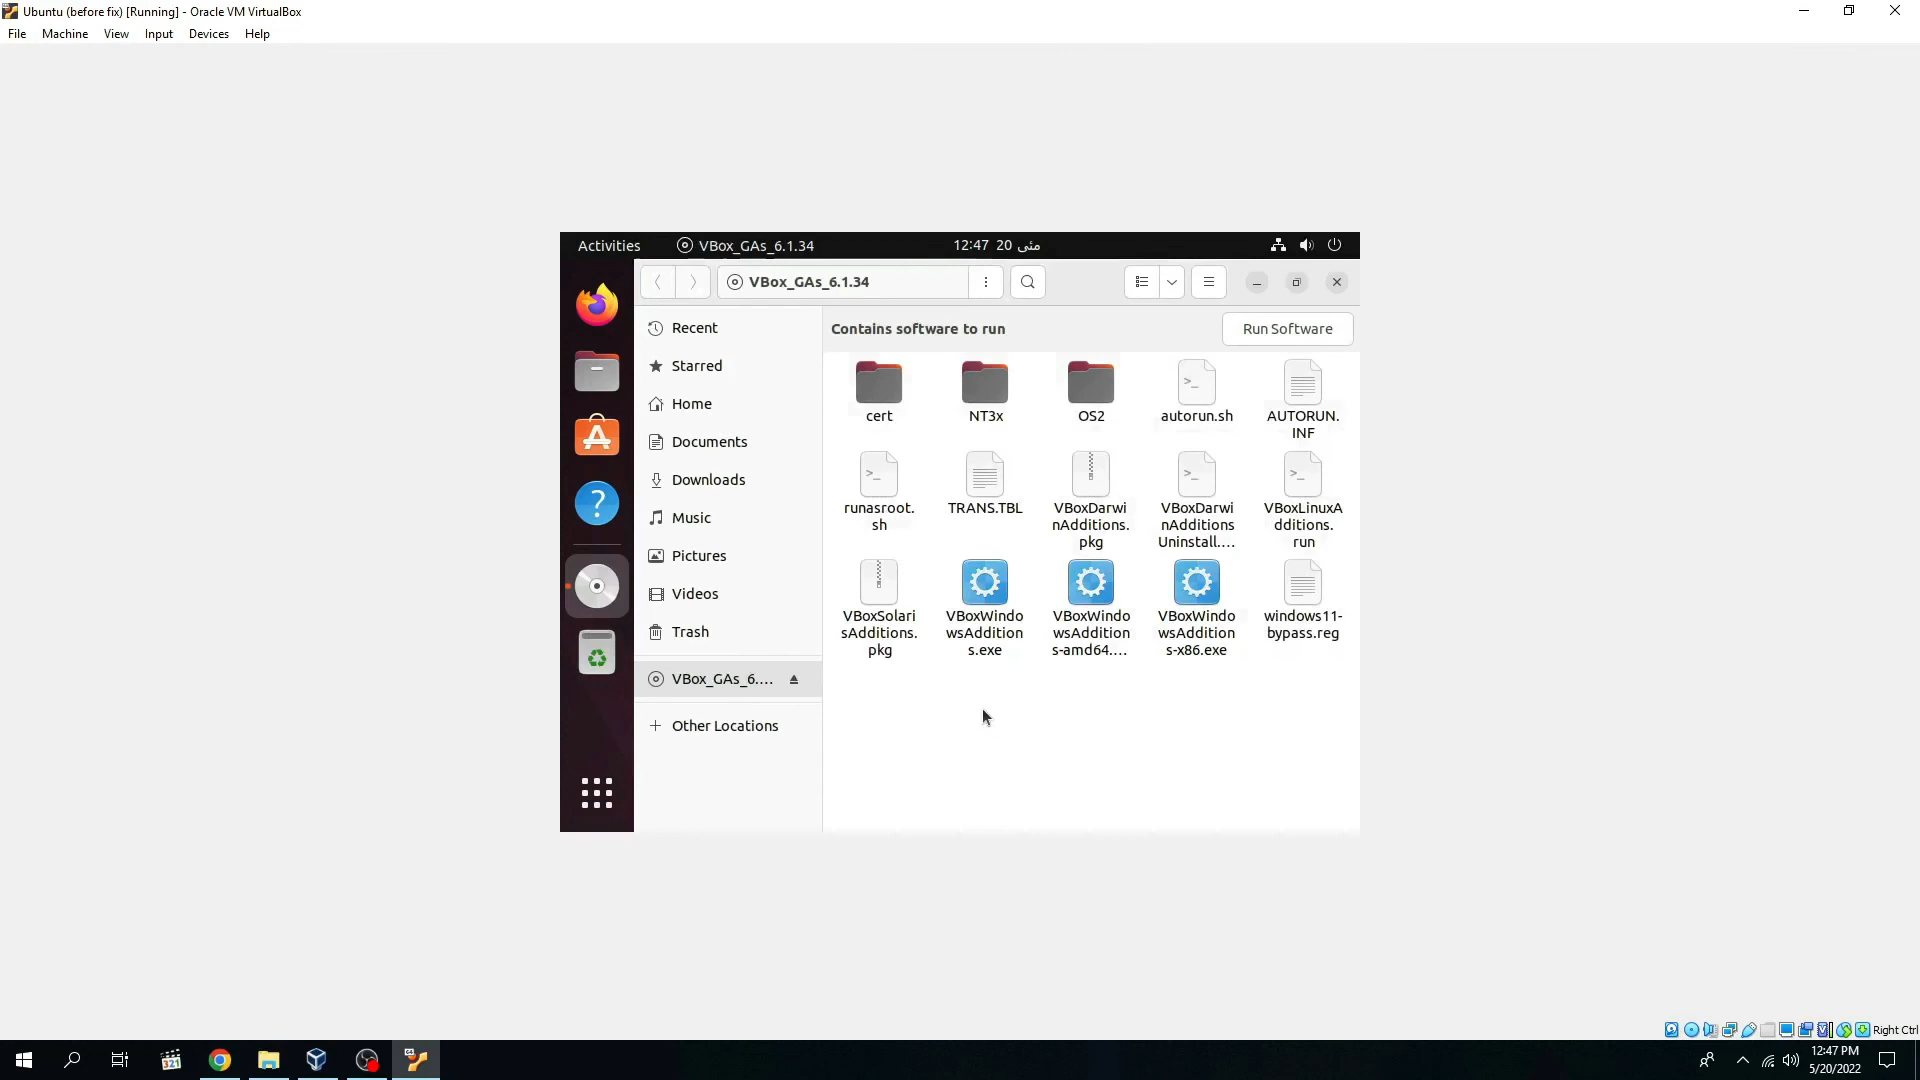 Ubuntu (before fix) [Running] - Oracle VM VirtualBox
File Machine View Input Devices Help
Activities VBox_GAs_6.1.34 12:47 20 مئی
VBox_GAs_6.1.34
Recent
Starred
Home
Documents
Downloads
Music
Pictures
Videos
Trash
VBox_GAs_6....
Other Locations
Contains software to run Run Software
cert
NT3x
OS2
autorun.sh
AUTORUN.
INF
runasroot.
sh
TRANS.TBL
VBoxDarwi
nAdditions.
pkg
VBoxDarwi
nAdditions
Uninstall....
VBoxLinuxA
dditions.
run
VBoxSolari
sAdditions.
pkg
VBoxWindo
wsAddition
s.exe
VBoxWindo
wsAddition
s-amd64....
VBoxWindo
wsAddition
s-x86.exe
windows11-
bypass.reg
Right Ctrl
321
64
12:47 PM
5/20/2022